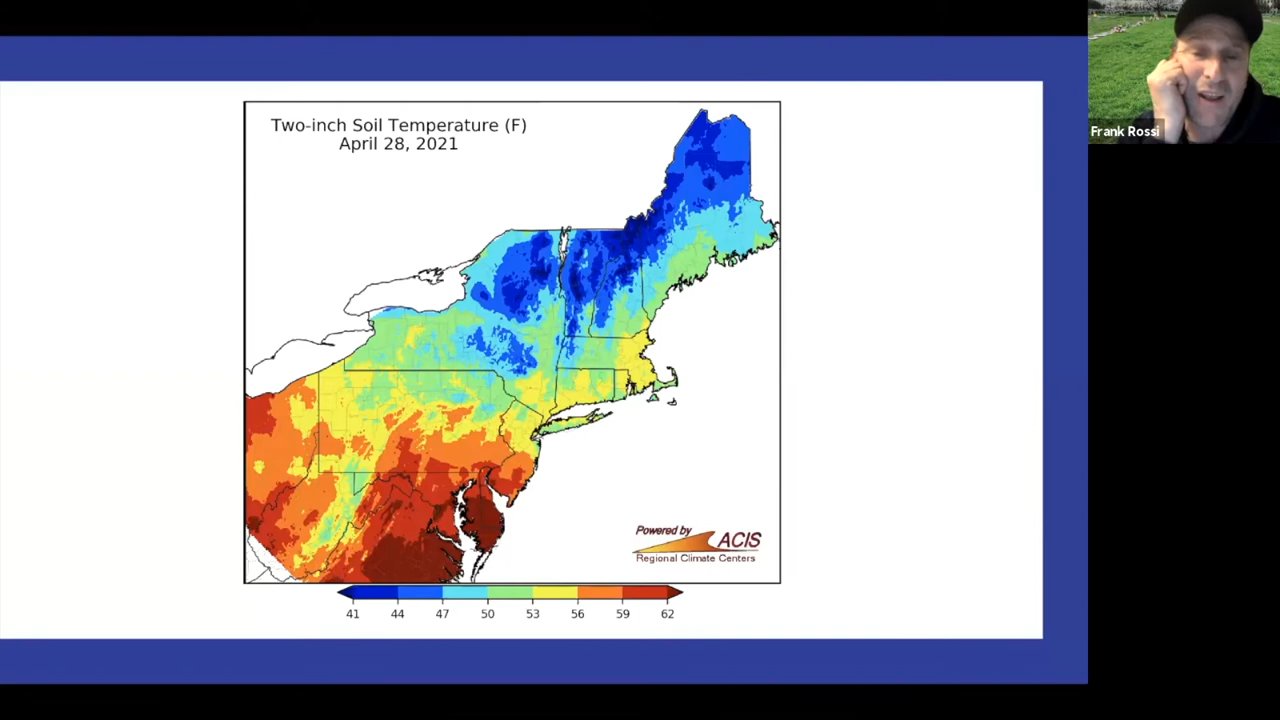 Two-inch Soil Temperature (F)
April 28, 2021
Frank Rossi
Powered by
ACIS
Regional Climate Centers
41 44 47 50 53 56 59 62